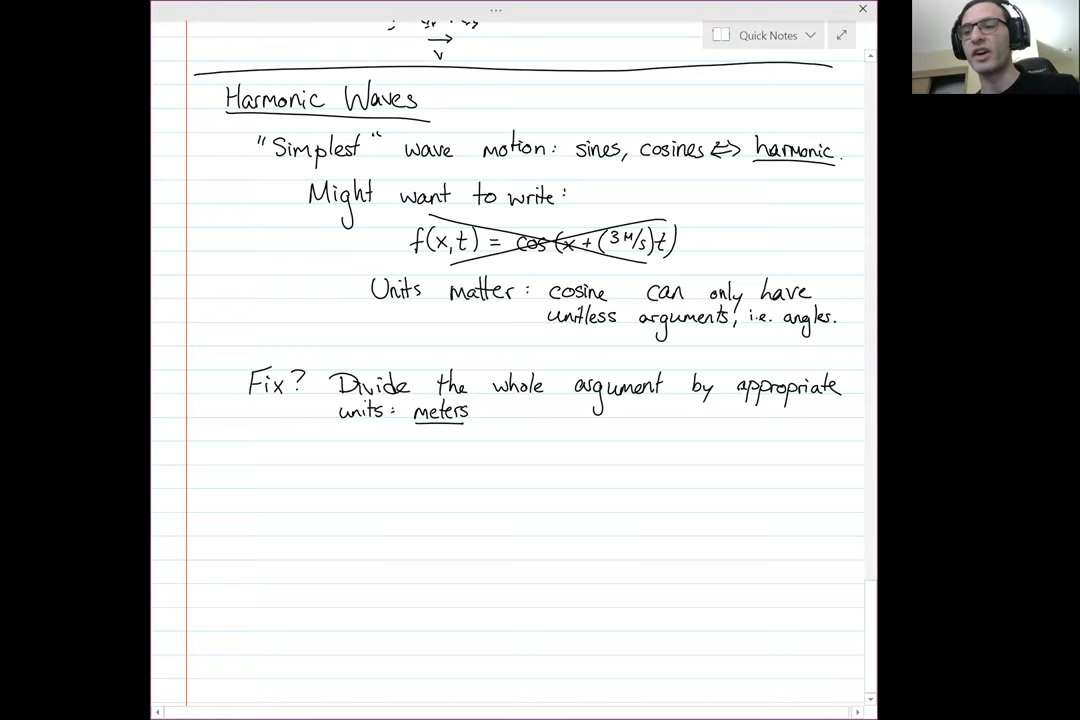 Quick Notes
v
Harmonic Waves
"Simplest" wave motion: sines, cosines ⇔ harmonic.
Might want to write:
f(x,t) = cos(x + (3 m/s)t)
Units matter: cosine can only have
unitless arguments, i.e. angles.
Fix? Divide the whole argument by appropriate
units: meters